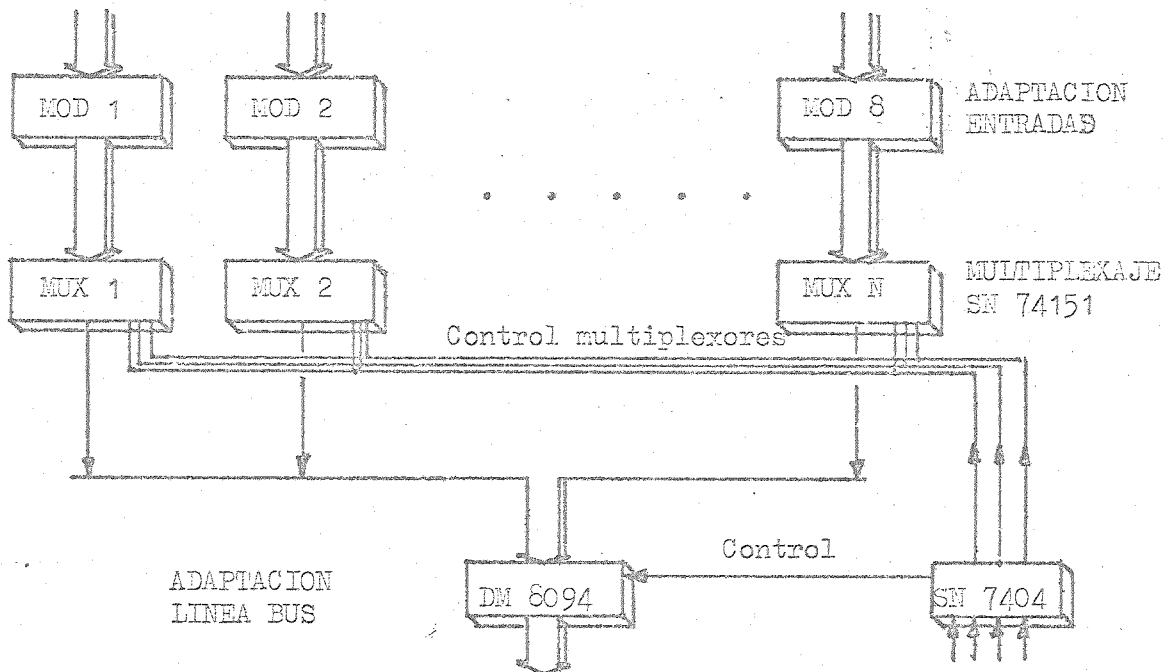 MOD 1
MOD 2
MOD 8
ADAPTACION
ENTRADAS
MUX 1
MUX 2
MUX N
MULTIPLEXAJE
SN 74151
Control multiplexores
Control
ADAPTACION
LINEA BUS
DM 8094
SN 7404